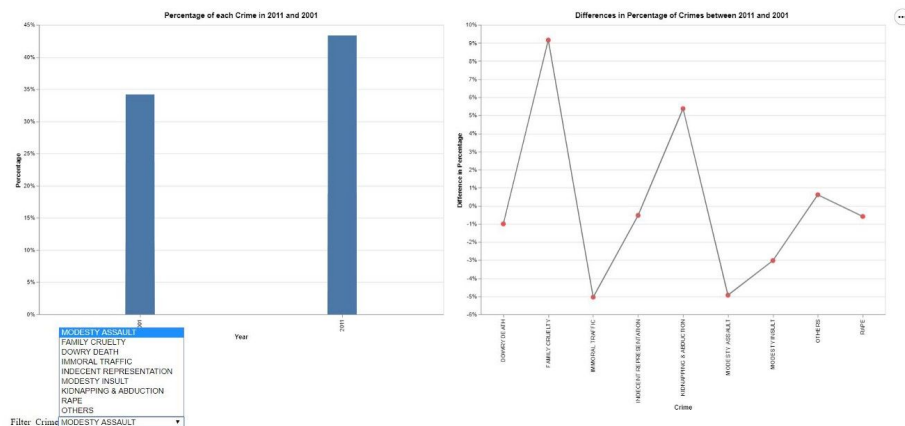 Percentage of each Crime in 2011 and 2001
45%
40%
35%
30%
25%
20%
15%
10%
5%
0%
Percentage
2011
Year
MODESTY ASSAULT
FAMILY CRUELTY
DOWRY DEATH
IMMORAL TRAFFIC
INDECENT REPRESENTATION
MODESTY INSULT
KIDNAPPING & ABDUCTION
RAPE
OTHERS
Filter_Crime MODESTY ASSAULT
Differences in Percentage of Crimes between 2011 and 2001
10%
9%
8%
7%
6%
5%
4%
3%
2%
1%
0%
-1%
-2%
-3%
-4%
-5%
-6%
Difference in Percentage
DOWRY DEATH
FAMILY CRUELTY
IMMORAL TRAFFIC
INDECENT REPRESENTATION
KIDNAPPING & ABDUCTION
MODESTY ASSAULT
MODESTY INSULT
OTHERS
RAPE
Crime